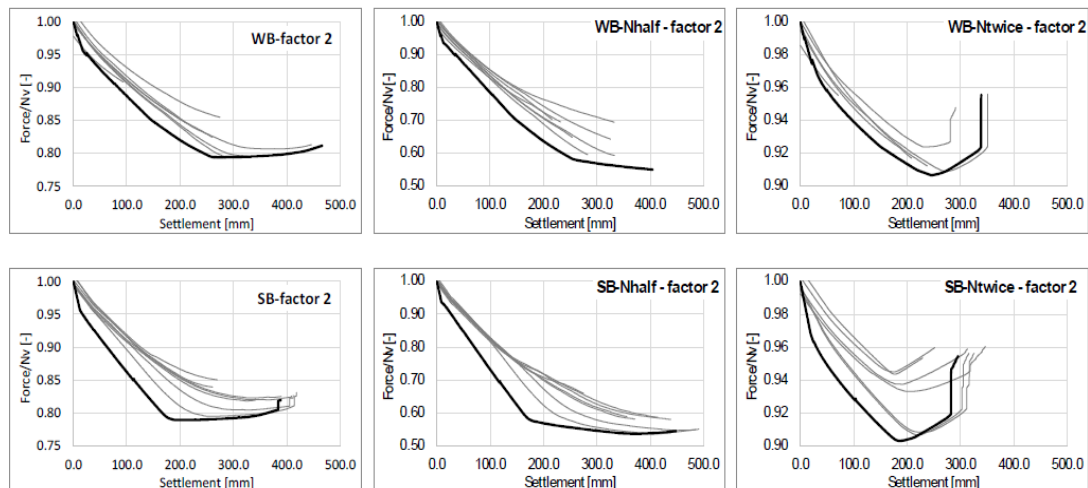 WB-factor 2
Force/Nv [-]
1.00
0.95
0.90
0.85
0.80
0.75
0.0 100.0 200.0 300.0 400.0 500.0
Settlement [mm]
WB-Nhalf - factor 2
Force/Nv [-]
1.00
0.90
0.80
0.70
0.60
0.50
0.0 100.0 200.0 300.0 400.0 500.0
Settlement [mm]
WB-Ntwice - factor 2
Force/Nv [-]
1.00
0.98
0.96
0.94
0.92
0.90
0.0 100.0 200.0 300.0 400.0 500.0
Settlement [mm]
SB-factor 2
Force/Nv [-]
1.00
0.95
0.90
0.85
0.80
0.75
0.0 100.0 200.0 300.0 400.0 500.0
Settlement [mm]
SB-Nhalf - factor 2
Force/Nv [-]
1.00
0.90
0.80
0.70
0.60
0.50
0.0 100.0 200.0 300.0 400.0 500.0
Settlement [mm]
SB-Ntwice - factor 2
Force/Nv [-]
1.00
0.98
0.96
0.94
0.92
0.90
0.0 100.0 200.0 300.0 400.0 500.0
Settlement [mm]